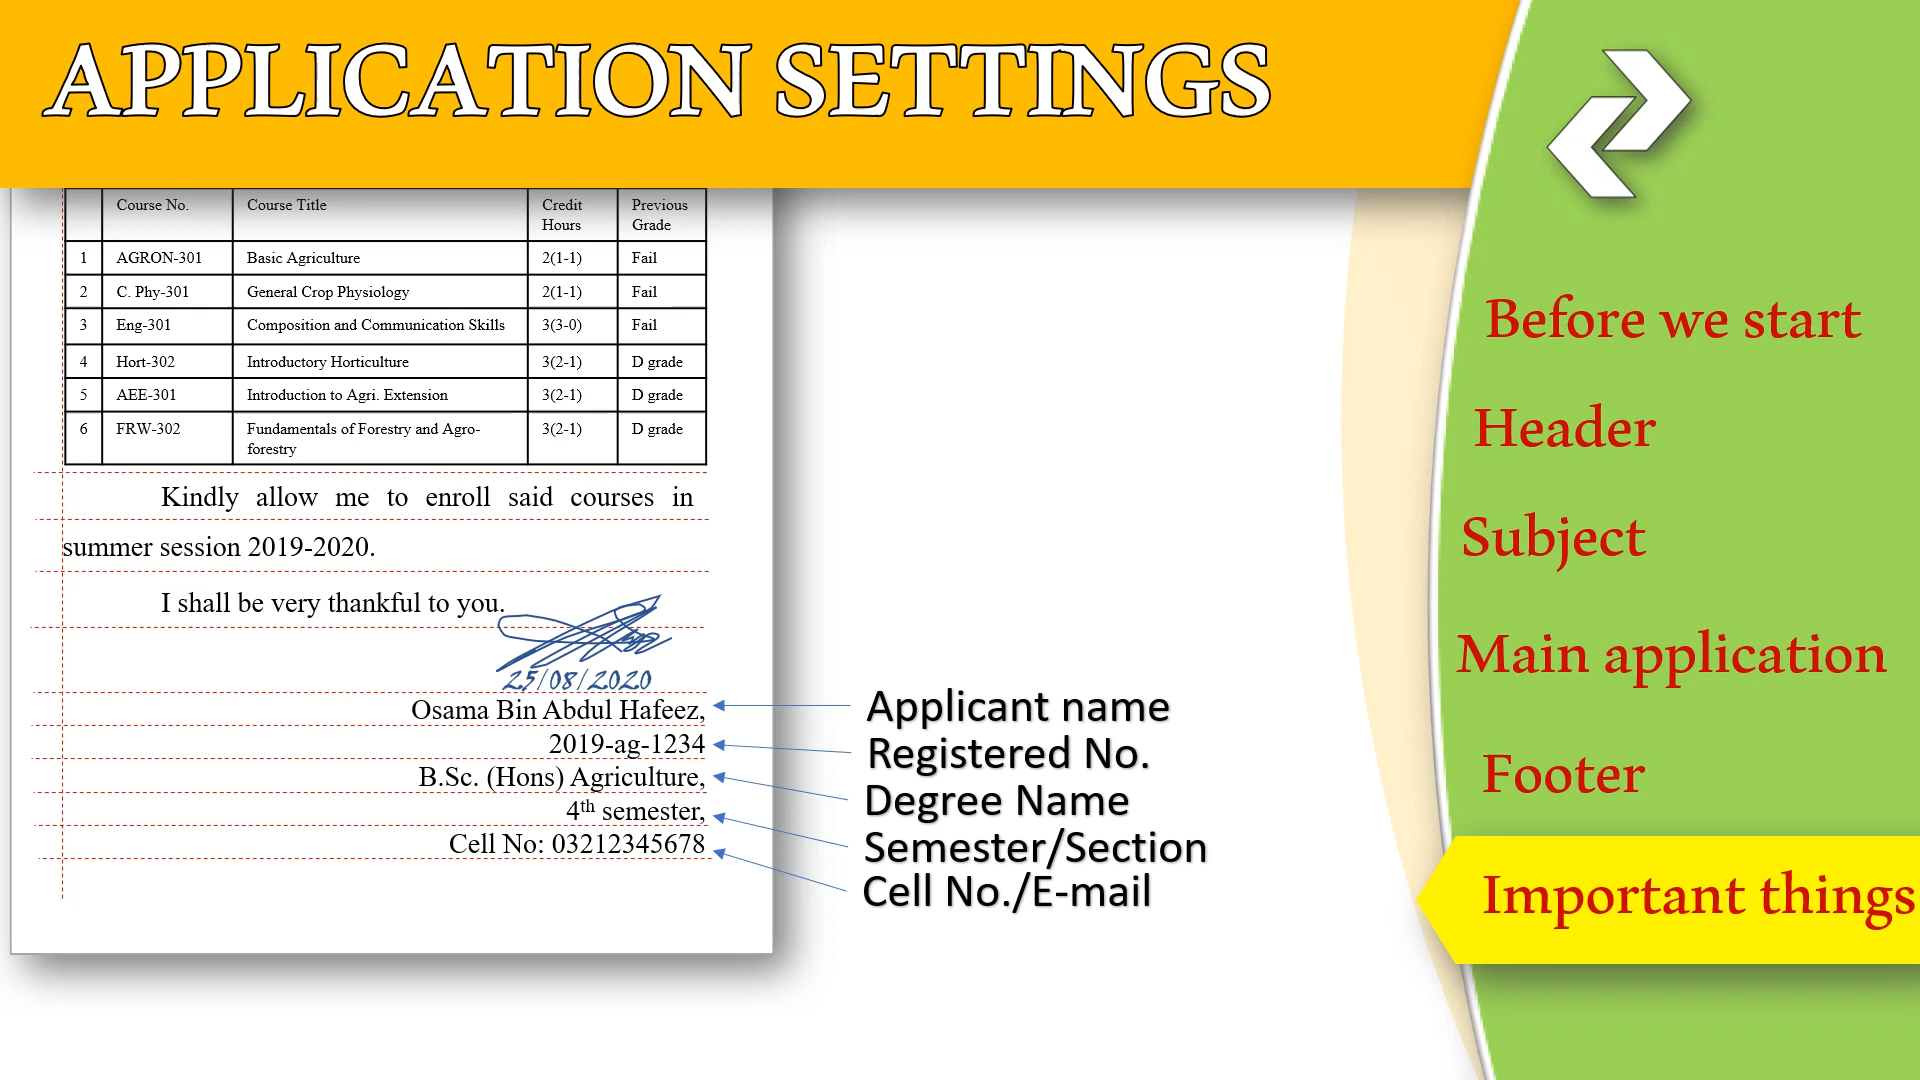 APPLICATION SETTINGS
Course No. Course Title Credit Hours Previous Grade
1 AGRON-301 Basic Agriculture 2(1-1) Fail
2 C. Phy-301 General Crop Physiology 2(1-1) Fail
3 Eng-301 Composition and Communication Skills 3(3-0) Fail
4 Hort-302 Introductory Horticulture 3(2-1) D grade
5 AEE-301 Introduction to Agri. Extension 3(2-1) D grade
6 FRW-302 Fundamentals of Forestry and Agro-
forestry 3(2-1) D grade
Kindly allow me to enroll said courses in
summer session 2019-2020.
I shall be very thankful to you.
25/08/2020
Osama Bin Abdul Hafeez,
2019-ag-1234
B.Sc. (Hons) Agriculture,
4th semester,
Cell No: 03212345678
Applicant name
Registered No.
Degree Name
Semester/Section
Cell No./E-mail
Before we start
Header
Subject
Main application
Footer
Important things